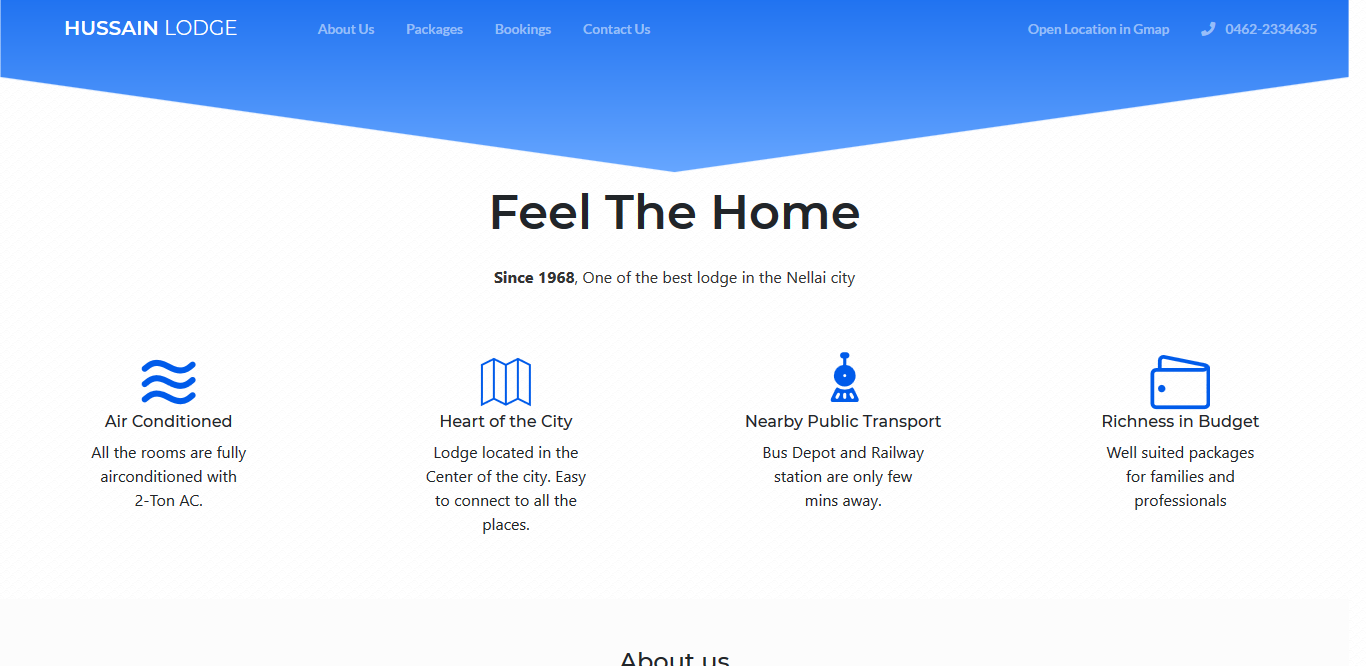 HUSSAIN LODGE
About Us
Packages
Bookings
Contact Us
Open Location in Gmap
0462-2334635
Feel The Home
Since 1968, One of the best lodge in the Nellai city
Air Conditioned
All the rooms are fully
airconditioned with
2-Ton AC.
Heart of the City
Lodge located in the
Center of the city. Easy
to connect to all the
places.
Nearby Public Transport
Bus Depot and Railway
station are only few
mins away.
Richness in Budget
Well suited packages
for families and
professionals
About us